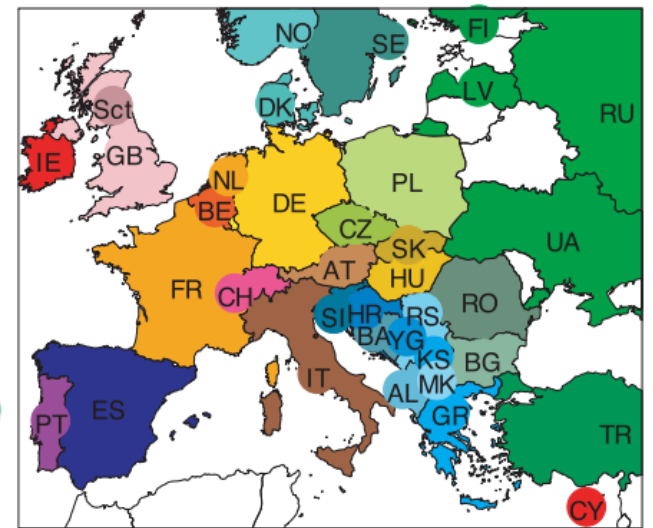 NO
SE
FI
LV
RU
DK
Sct
GB
IE
NL
BE
DE
PL
CZ
SK
AT
HU
UA
FR
CH
SI
HR
RS
RO
BA
YG
KS
BG
IT
AL
MK
GR
PT
ES
TR
CY